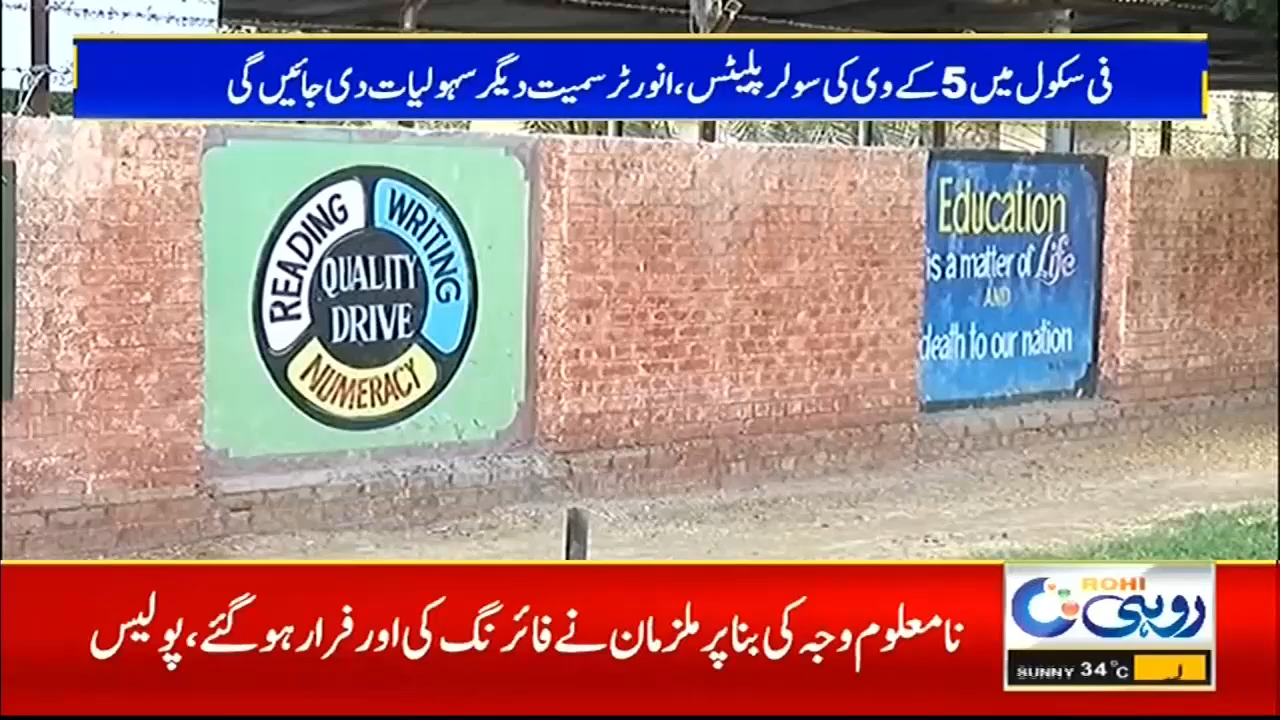 فی سکول میں 5 کے وی کی سولر پلیٹس، انورٹر سمیت دیگر سہولیات دی جائیں گی
READING
WRITING
QUALITY
DRIVE
NUMERACY
Education
is a matter of Life
AND
death to our nation
نامعلوم وجہ کی بنا پر ملزمان نے فائرنگ کی اور فرار ہو گئے، پولیس
ROHI
روہی
SUNNY 34°C